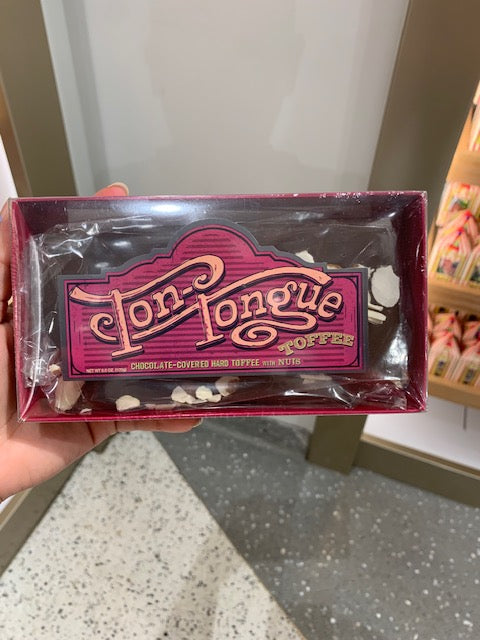 Ton-Tongue
TOFFEE
CHOCOLATE-COVERED HARD TOFFEE WITH NUTS